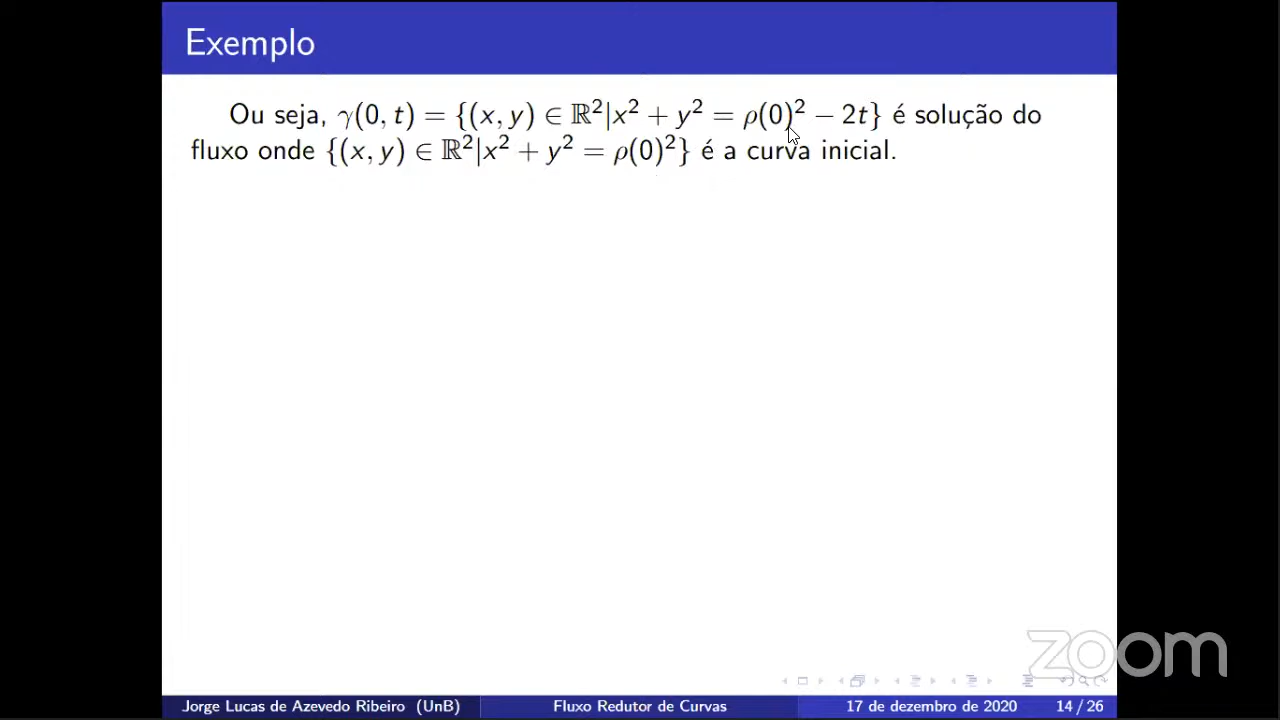 Exemplo
Ou seja, γ(0, t) = {(x, y) ∈ ℝ²|x² + y² = ρ(0)² − 2t} é solução do
fluxo onde {(x, y) ∈ ℝ²|x² + y² = ρ(0)²} é a curva inicial.
zoom
Jorge Lucas de Azevedo Ribeiro (UnB) Fluxo Redutor de Curvas 17 de dezembro de 2020 14 / 26